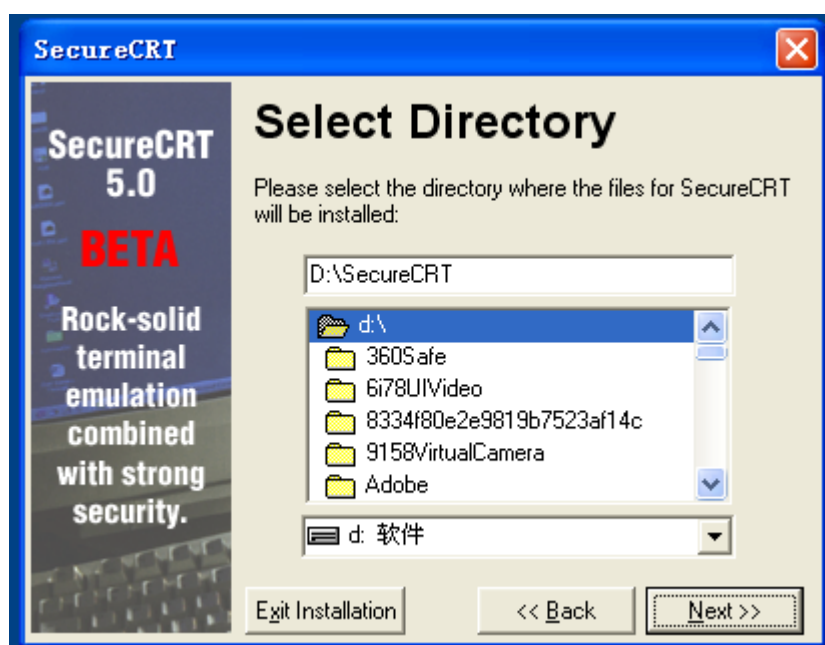 SecureCRT
SecureCRT
5.0
BETA
Rock-solid
terminal
emulation
combined
with strong
security.
Select Directory
Please select the directory where the files for SecureCRT
will be installed:
D:\SecureCRT
d:\
360Safe
6i78UIVideo
8334f80e2e9819b7523af14c
9158VirtualCamera
Adobe
d: 软件
Exit Installation
<< Back
Next >>